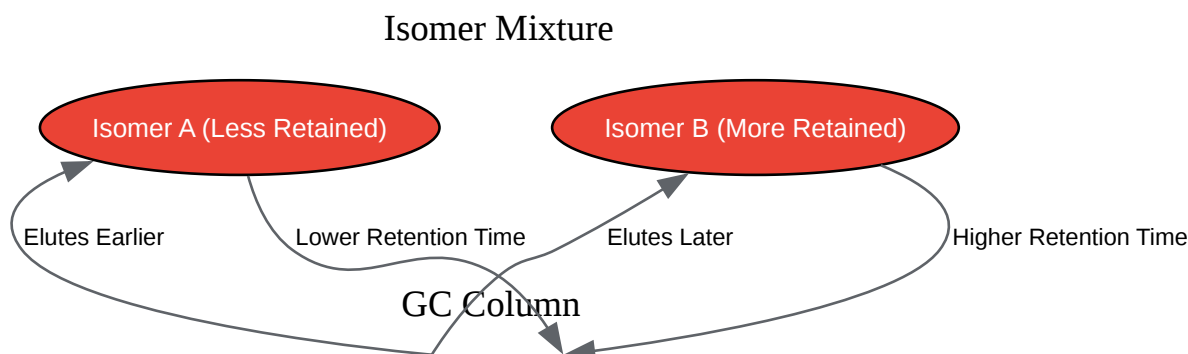 Isomer Mixture
Isomer A (Less Retained)
Isomer B (More Retained)
Elutes Earlier
Lower Retention Time
Elutes Later
Higher Retention Time
GC Column